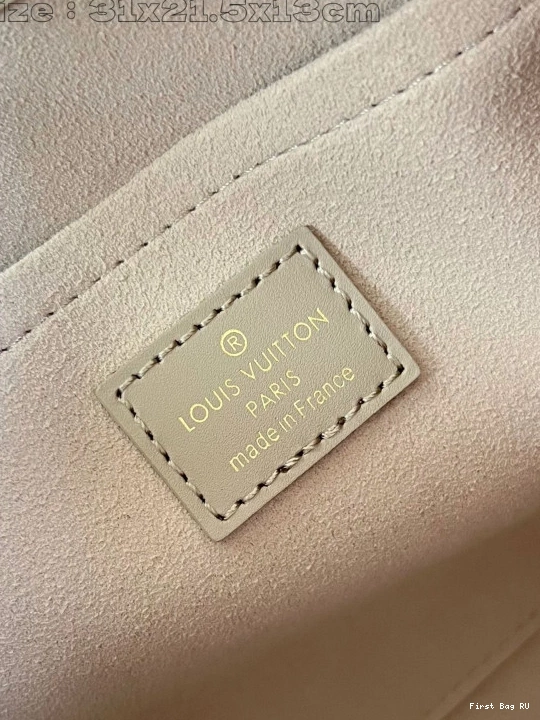 ize : 31x21.5x13cm
®
LOUIS VUITTON
PARIS
made in France
First Bag RU